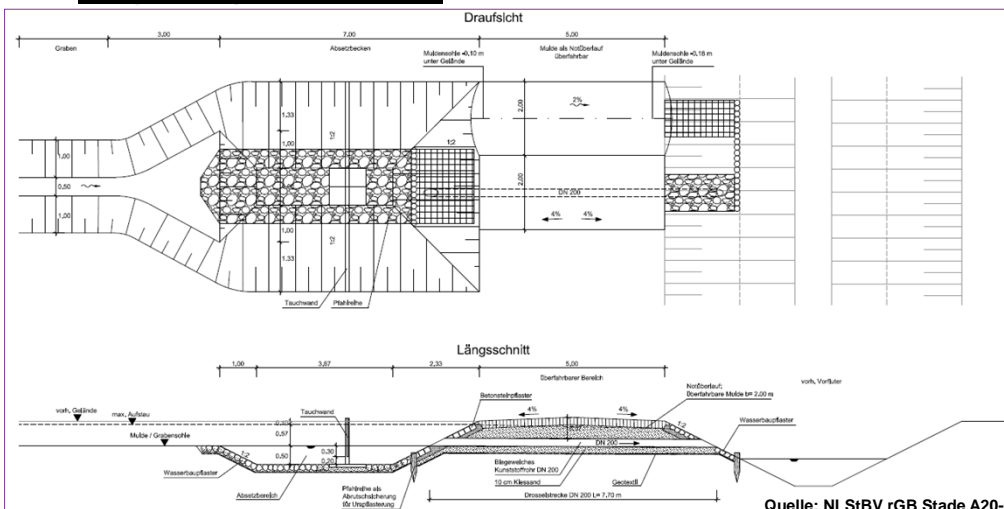 Draufsicht
3,00
7,00
5,00
Graben
Absetzbecken
Mulde als Notüberlauf
überfahrbar
Muldensohle -0,10 m
unter Gelände
Muldensohle -0,18 m
unter Gelände
1,33
1:2
1:2
2%
2,00
1,00
0,50
1,00
2,00
DN 200
4%
4%
1,00
1,33
1:2
Tauchwand
Pfahlreihe
Längsschnitt
1,00
3,67
2,33
5,00
überfahrbarer Bereich
Notüberlauf:
überfahrbare Mulde b= 2.00 m
vorh. Vorfluter
vorh. Gelände
max. Aufstau
Tauchwand
Betonsteinpflaster
4%
4%
Wasserbaupflaster
0,57
Mulde / Grabensohle
1:2
0,50
0,30
0,20
1:2
DN 200
Wasserbaupflaster
Absetzbereich
Biegeweiches
Kunststoffrohr DN 200
10 cm Kiessand
Geotextil
Pfahlreihe als
Abrutschsicherung
für Urspflasterung
Drosselstrecke DN 200 L= 7,70 m
Quelle: NLStBV rGB Stade A20-